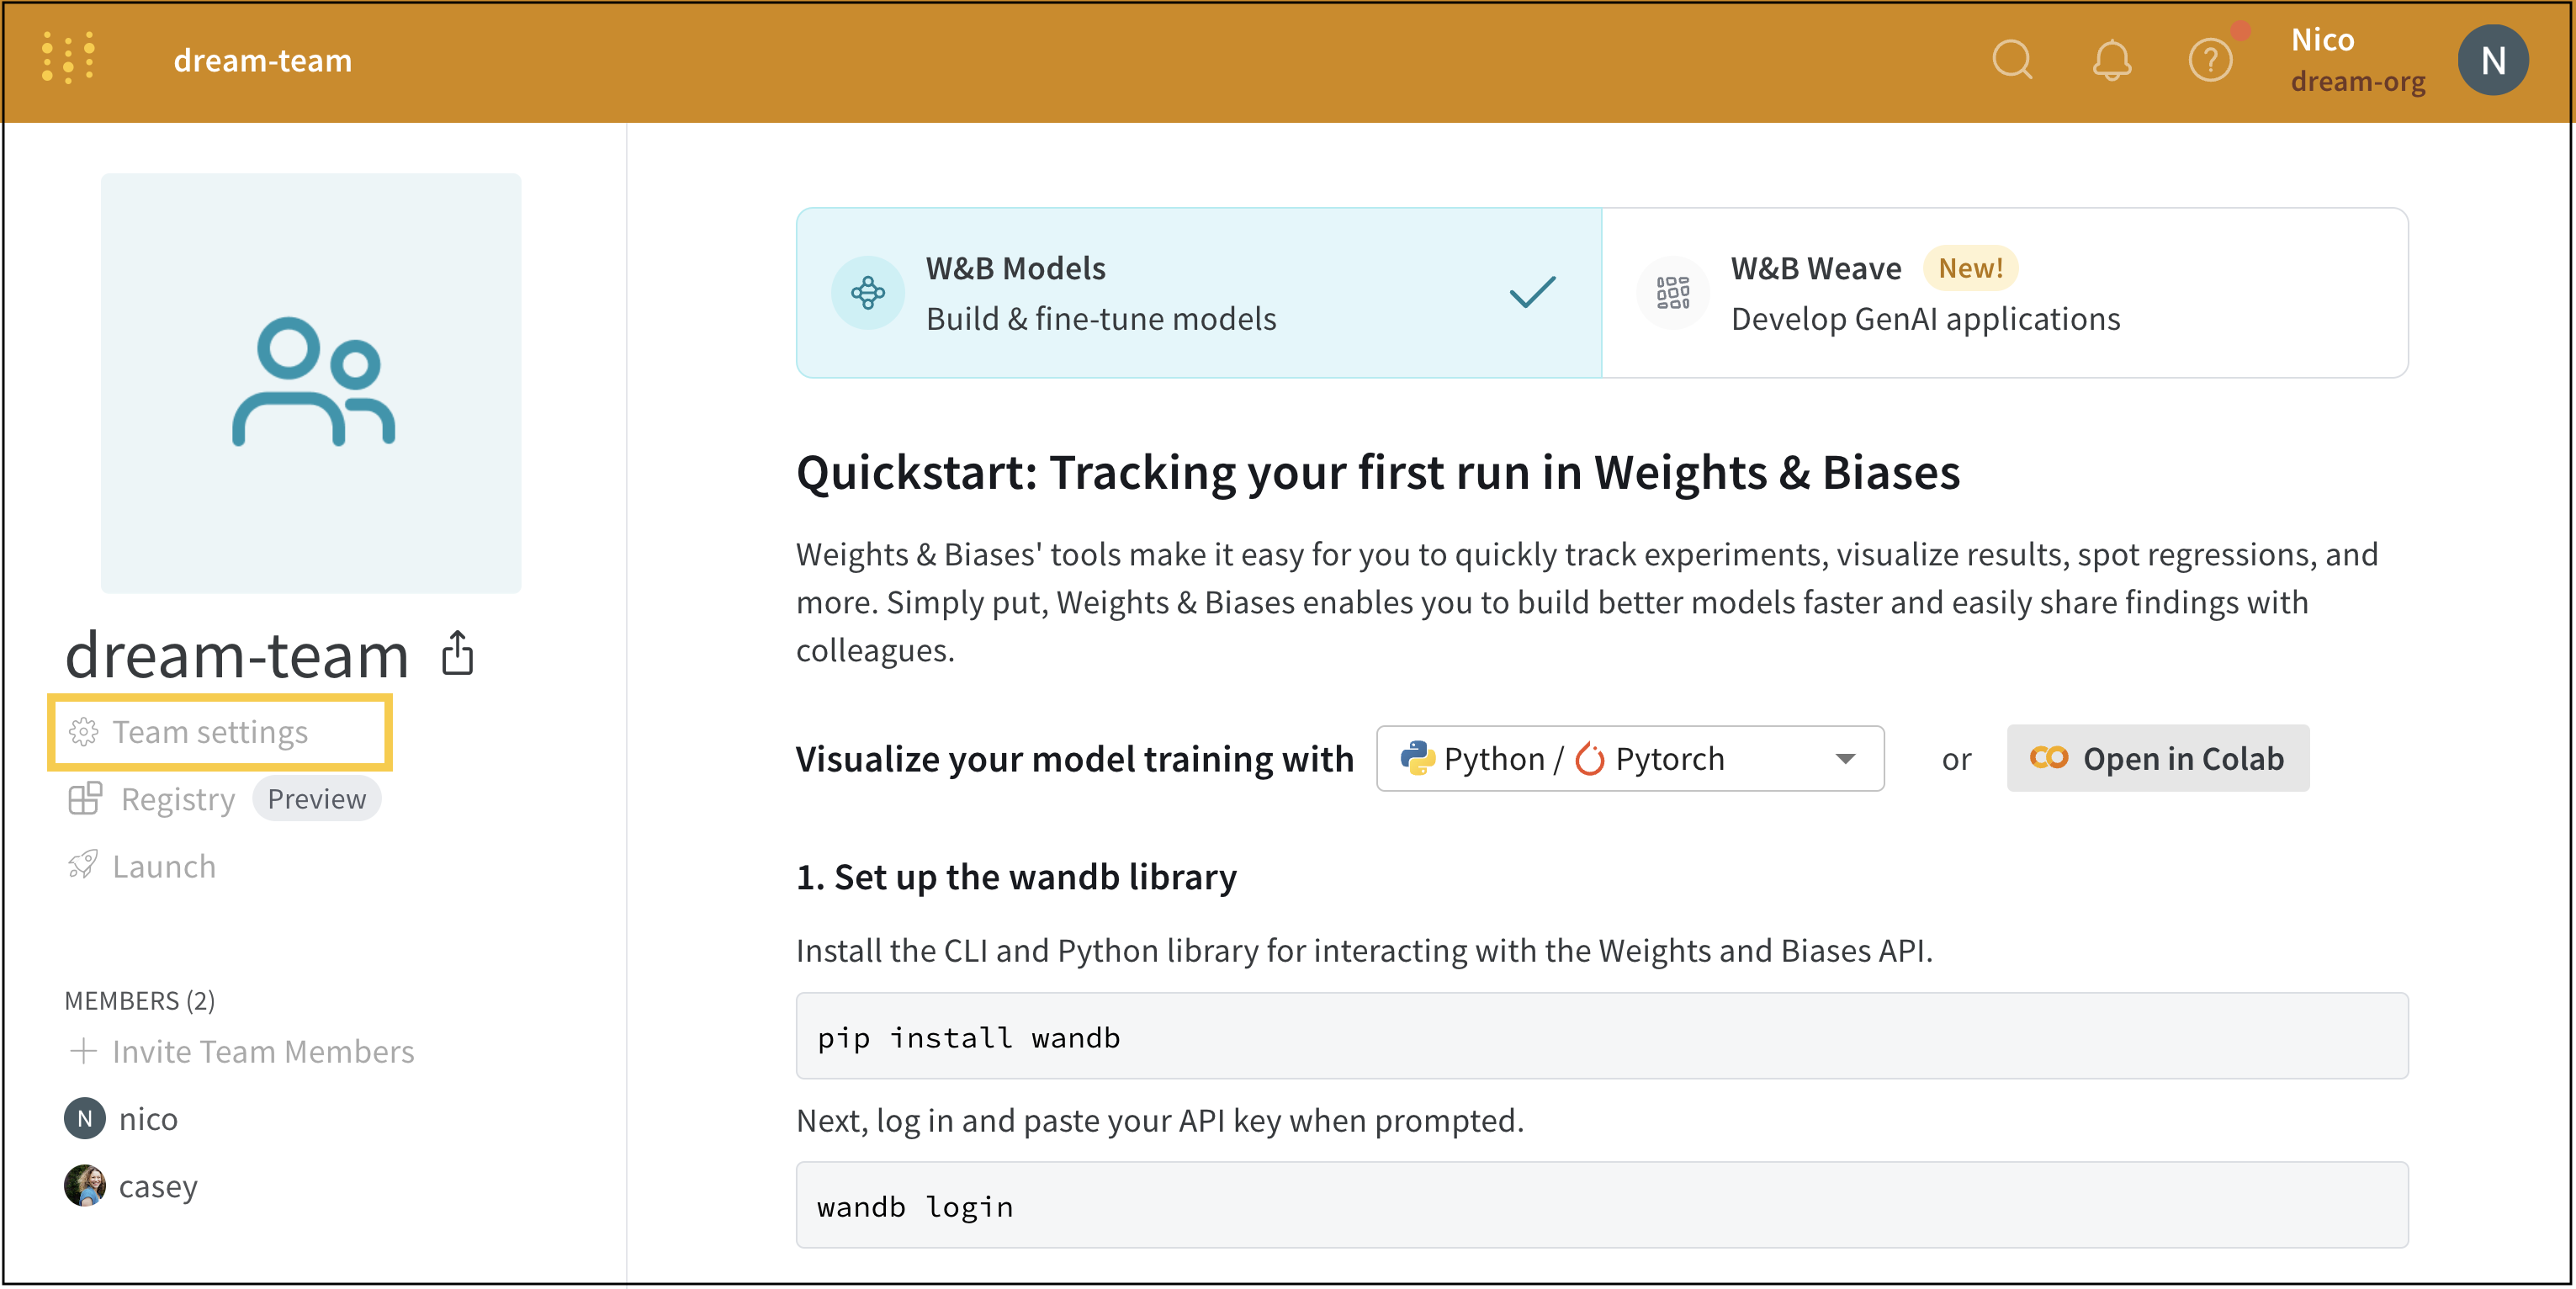 dream-team
Nico
dream-org
N
dream-team
Team settings
Registry Preview
Launch
MEMBERS (2)
Invite Team Members
N nico
casey
W&B Models
Build & fine-tune models
W&B Weave New!
Develop GenAI applications
Quickstart: Tracking your first run in Weights & Biases
Weights & Biases' tools make it easy for you to quickly track experiments, visualize results, spot regressions, and
more. Simply put, Weights & Biases enables you to build better models faster and easily share findings with
colleagues.
Visualize your model training with Python / Pytorch or Open in Colab
1. Set up the wandb library
Install the CLI and Python library for interacting with the Weights and Biases API.
pip install wandb
Next, log in and paste your API key when prompted.
wandb login